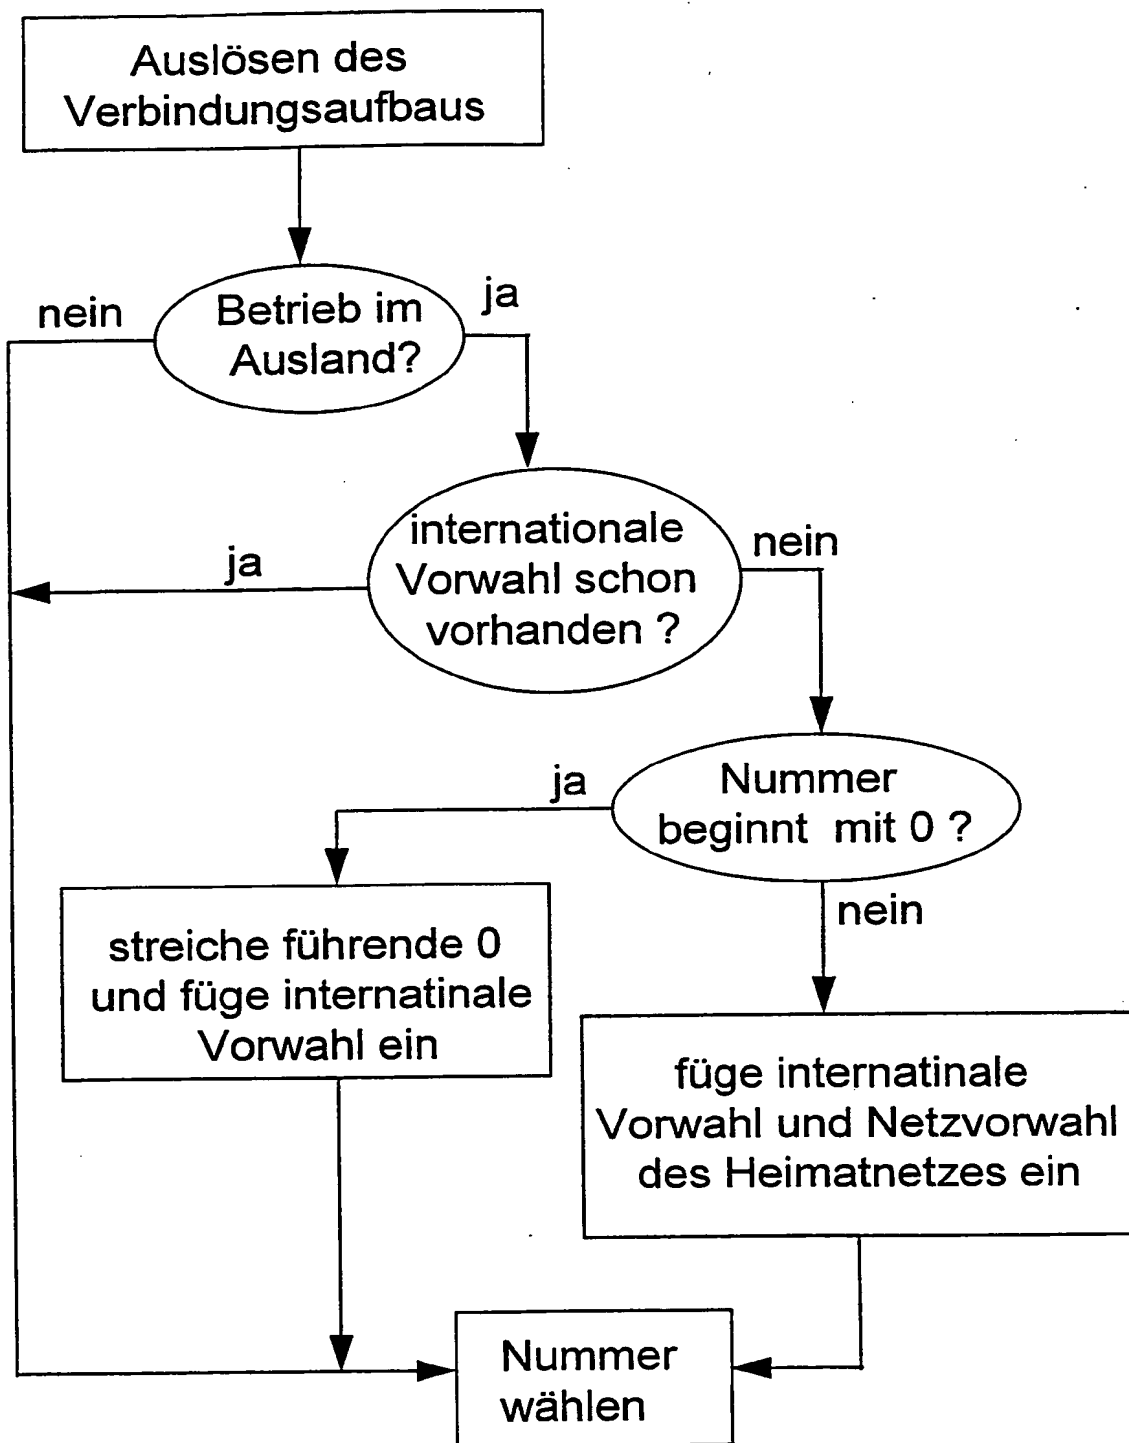 Auslösen des
Verbindungsaufbaus
nein
Betrieb im
Ausland?
ja
internationale
Vorwahl schon
vorhanden ?
ja
nein
Nummer
beginnt mit 0 ?
ja
nein
streiche führende 0
und füge internatinale
Vorwahl ein
füge internatinale
Vorwahl und Netzvorwahl
des Heimatnetzes ein
Nummer
wählen